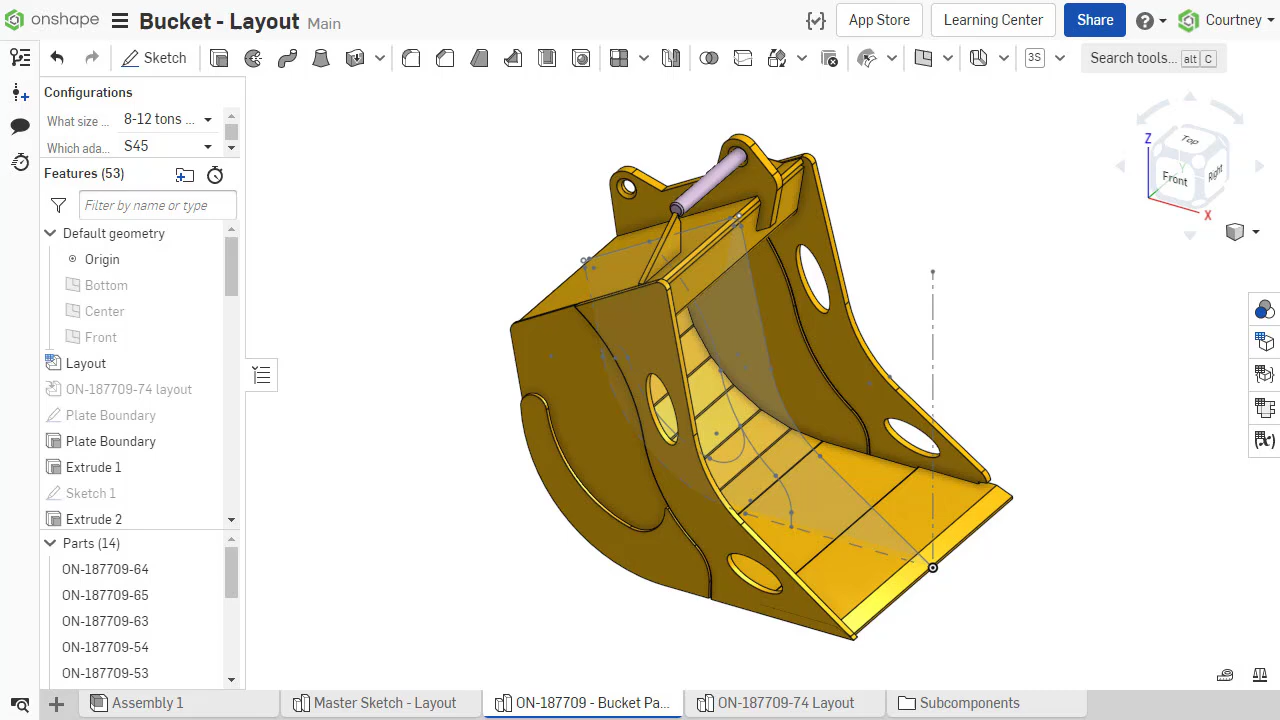 onshape
Bucket - Layout Main
App Store
Learning Center
Share
Courtney
Sketch
3S
Search tools... alt C
Configurations
What size ... 8-12 tons ...
Which ada... S45
Features (53)
Filter by name or type
Default geometry
Origin
Bottom
Center
Front
Layout
ON-187709-74 layout
Plate Boundary
Plate Boundary
Extrude 1
Sketch 1
Extrude 2
Parts (14)
ON-187709-64
ON-187709-65
ON-187709-63
ON-187709-54
ON-187709-53
Z
Top
Y
Front
Right
X
Assembly 1
Master Sketch - Layout
ON-187709 - Bucket Pa...
ON-187709-74 Layout
Subcomponents